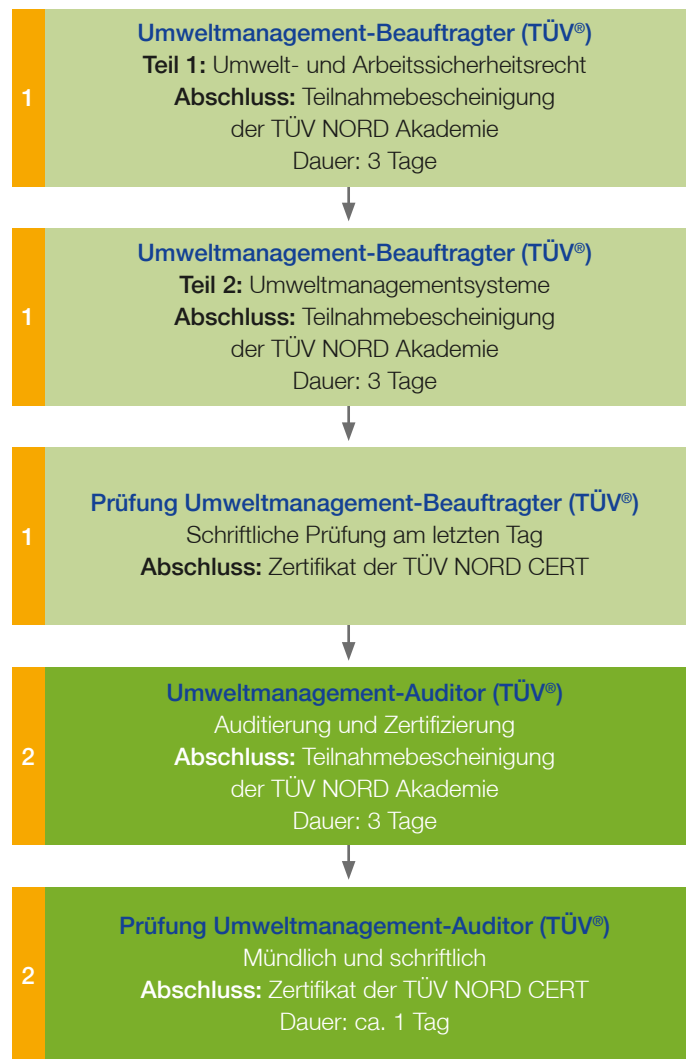 1
Umweltmanagement-Beauftragter (TÜV®)
Teil 1: Umwelt- und Arbeitssicherheitsrecht
Abschluss: Teilnahmebescheinigung
der TÜV NORD Akademie
Dauer: 3 Tage
1
Umweltmanagement-Beauftragter (TÜV®)
Teil 2: Umweltmanagementsysteme
Abschluss: Teilnahmebescheinigung
der TÜV NORD Akademie
Dauer: 3 Tage
1
Prüfung Umweltmanagement-Beauftragter (TÜV®)
Schriftliche Prüfung am letzten Tag
Abschluss: Zertifikat der TÜV NORD CERT
2
Umweltmanagement-Auditor (TÜV®)
Auditierung und Zertifizierung
Abschluss: Teilnahmebescheinigung
der TÜV NORD Akademie
Dauer: 3 Tage
2
Prüfung Umweltmanagement-Auditor (TÜV®)
Mündlich und schriftlich
Abschluss: Zertifikat der TÜV NORD CERT
Dauer: ca. 1 Tag